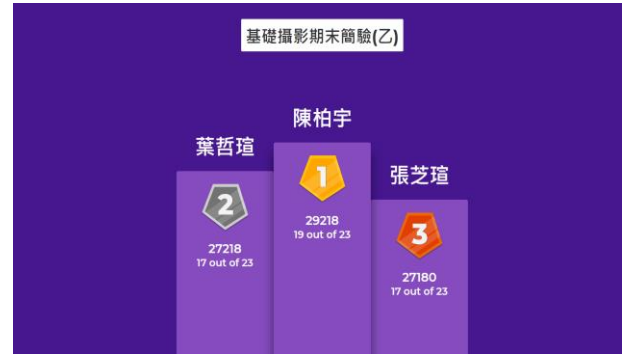 基礎攝影期末簡驗(乙)
陳柏宇
1
29218
19 out of 23
葉哲瑄
2
27218
17 out of 23
張芝瑄
3
27180
17 out of 23